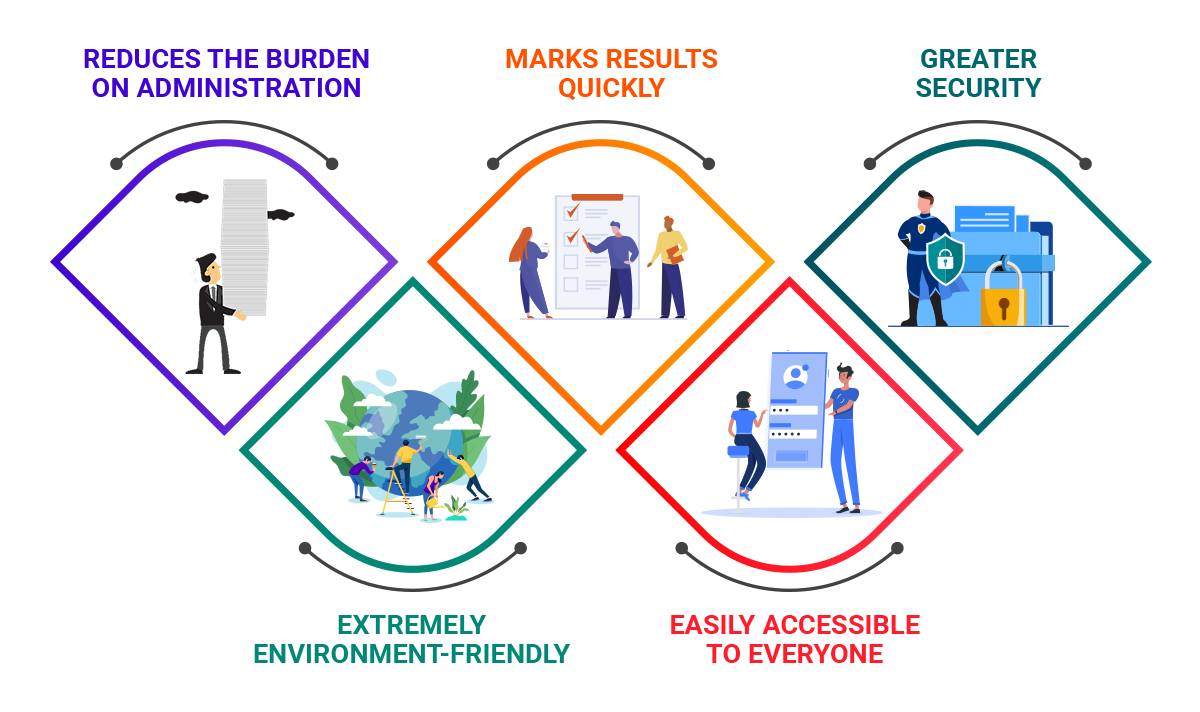 REDUCES THE BURDEN
ON ADMINISTRATION
MARKS RESULTS
QUICKLY
GREATER
SECURITY
EXTREMELY
ENVIRONMENT-FRIENDLY
EASILY ACCESSIBLE
TO EVERYONE